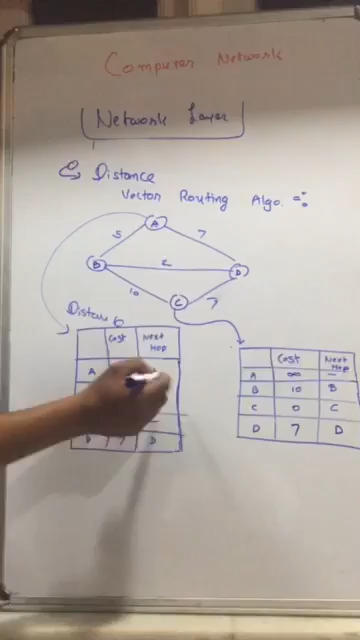 Computer Network
Network Layer
Distance
Vector Routing Algo. =:
A
5
7
B
2
D
10
C
7
Cost Next Hop
A
D 7 D
Cost Next Hop
A ∞ —
B 10 B
C 0 C
D 7 D